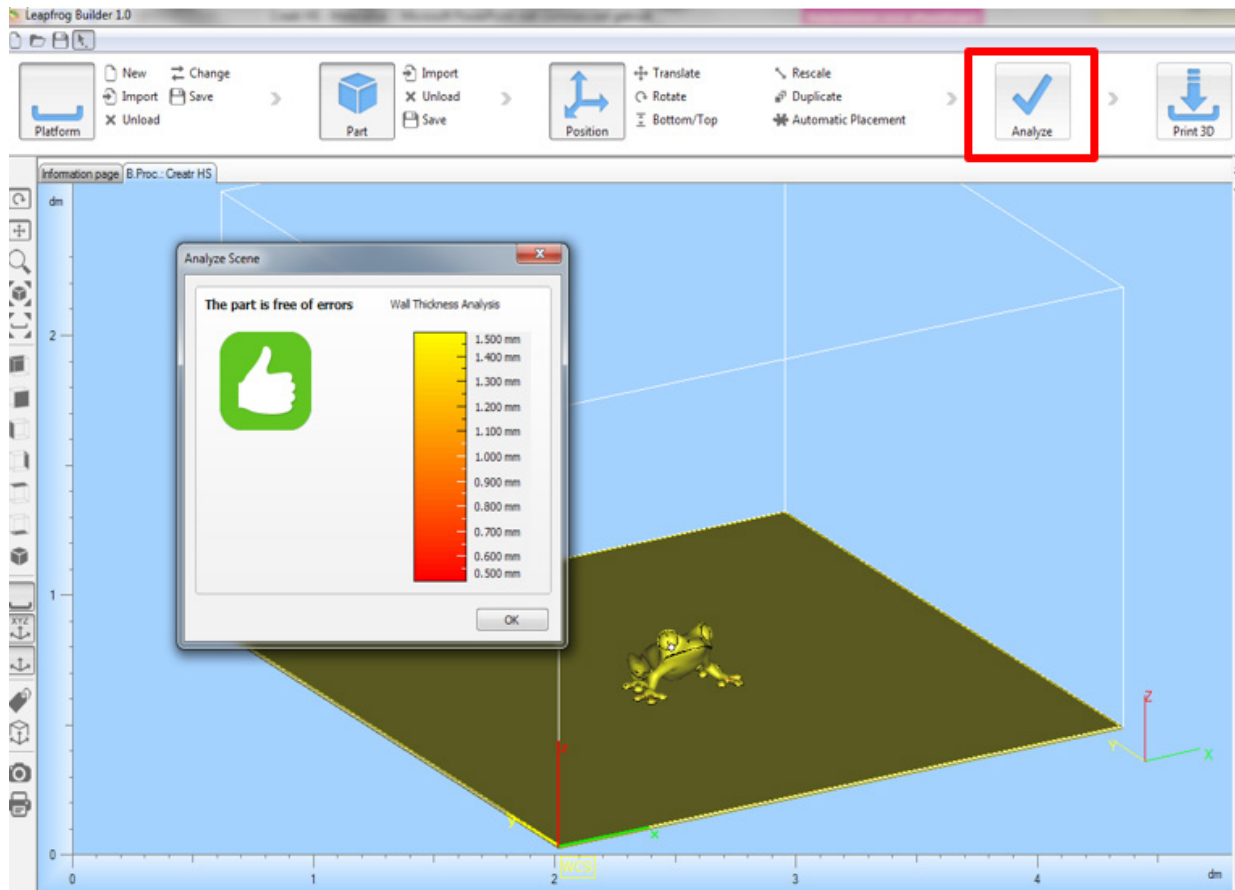 Leapfrog Builder 1.0
New Change
Import Save
Unload
Platform
Import
Unload
Save
Part
Translate Rescale
Rotate Duplicate
Bottom/Top Automatic Placement
Position
Analyze
Print 3D
Information page B.Proc.: Creatr HS
dm
Analyze Scene
The part is free of errors Wall Thickness Analysis
1.500 mm
1.400 mm
1.300 mm
1.200 mm
1.100 mm
1.000 mm
0.900 mm
0.800 mm
0.700 mm
0.600 mm
0.500 mm
OK
2
1
0
XYZ
Z
Y
X
Y
X
WCS
0 1 2 3 4 dm